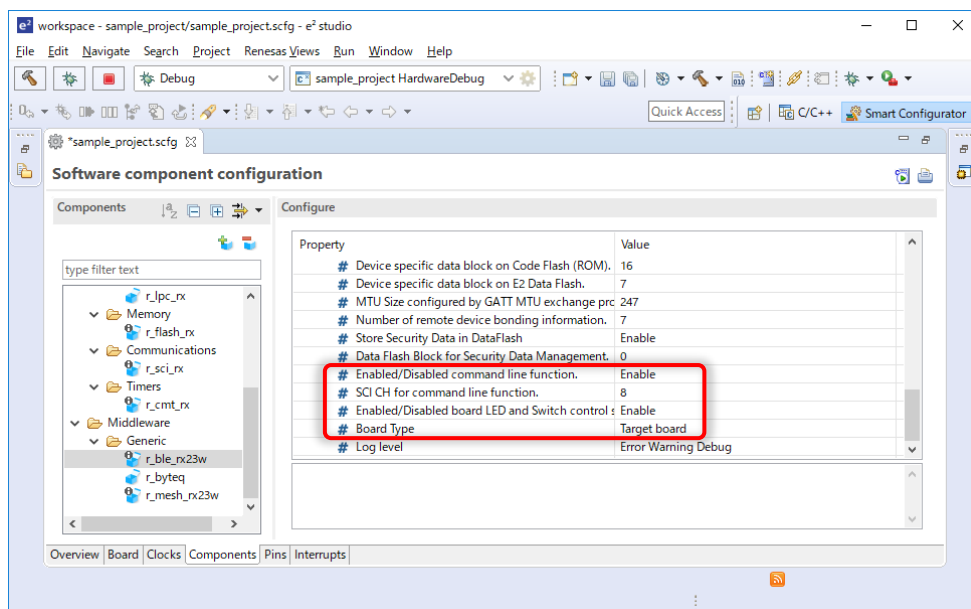 workspace - sample_project/sample_project.scfg - e² studio
File Edit Navigate Search Project Renesas Views Run Window Help
Debug
sample_project HardwareDebug
Quick Access
C/C++
Smart Configurator
*sample_project.scfg
Software component configuration
Components
Configure
type filter text
r_lpc_rx
Memory
r_flash_rx
Communications
r_sci_rx
Timers
r_cmt_rx
Middleware
Generic
r_ble_rx23w
r_byteq
r_mesh_rx23w
Property Value
# Device specific data block on Code Flash (ROM). 16
# Device specific data block on E2 Data Flash. 7
# MTU Size configured by GATT MTU exchange prc 247
# Number of remote device bonding information. 7
# Store Security Data in DataFlash Enable
# Data Flash Block for Security Data Management. 0
# Enabled/Disabled command line function. Enable
# SCI CH for command line function. 8
# Enabled/Disabled board LED and Switch control s Enable
# Board Type Target board
# Log level Error Warning Debug
Overview Board Clocks Components Pins Interrupts